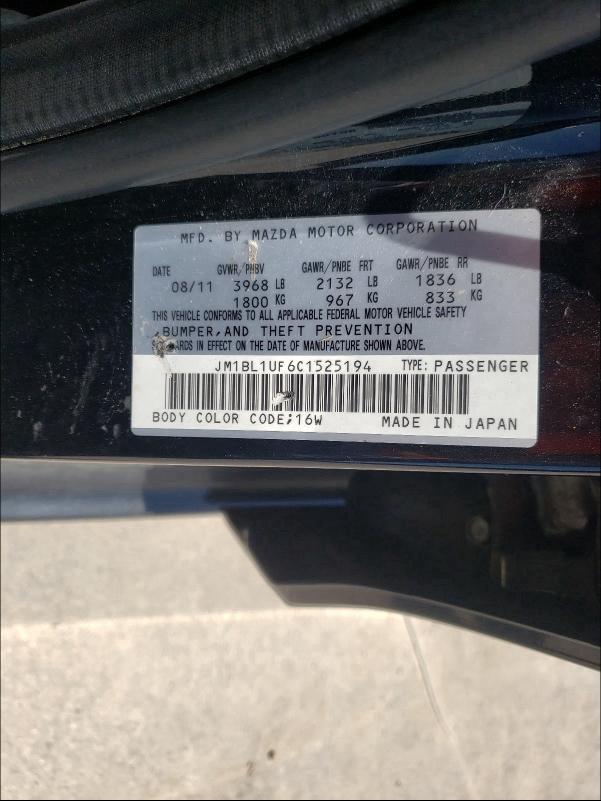 MFD. BY MAZDA MOTOR CORPORATION
DATE GVWR/PNBV GAWR/PNBE FRT GAWR/PNBE RR
08/11 3968 LB 2132 LB 1836 LB
1800 KG 967 KG 833 KG
THIS VEHICLE CONFORMS TO ALL APPLICABLE FEDERAL MOTOR VEHICLE SAFETY
,BUMPER,AND THEFT PREVENTION
IN EFFECT ON THE DATE OF MANUFACTURE SHOWN ABOVE.
JM1BL1UF6C1525194 TYPE: PASSENGER
BODY COLOR CODE;16W MADE IN JAPAN